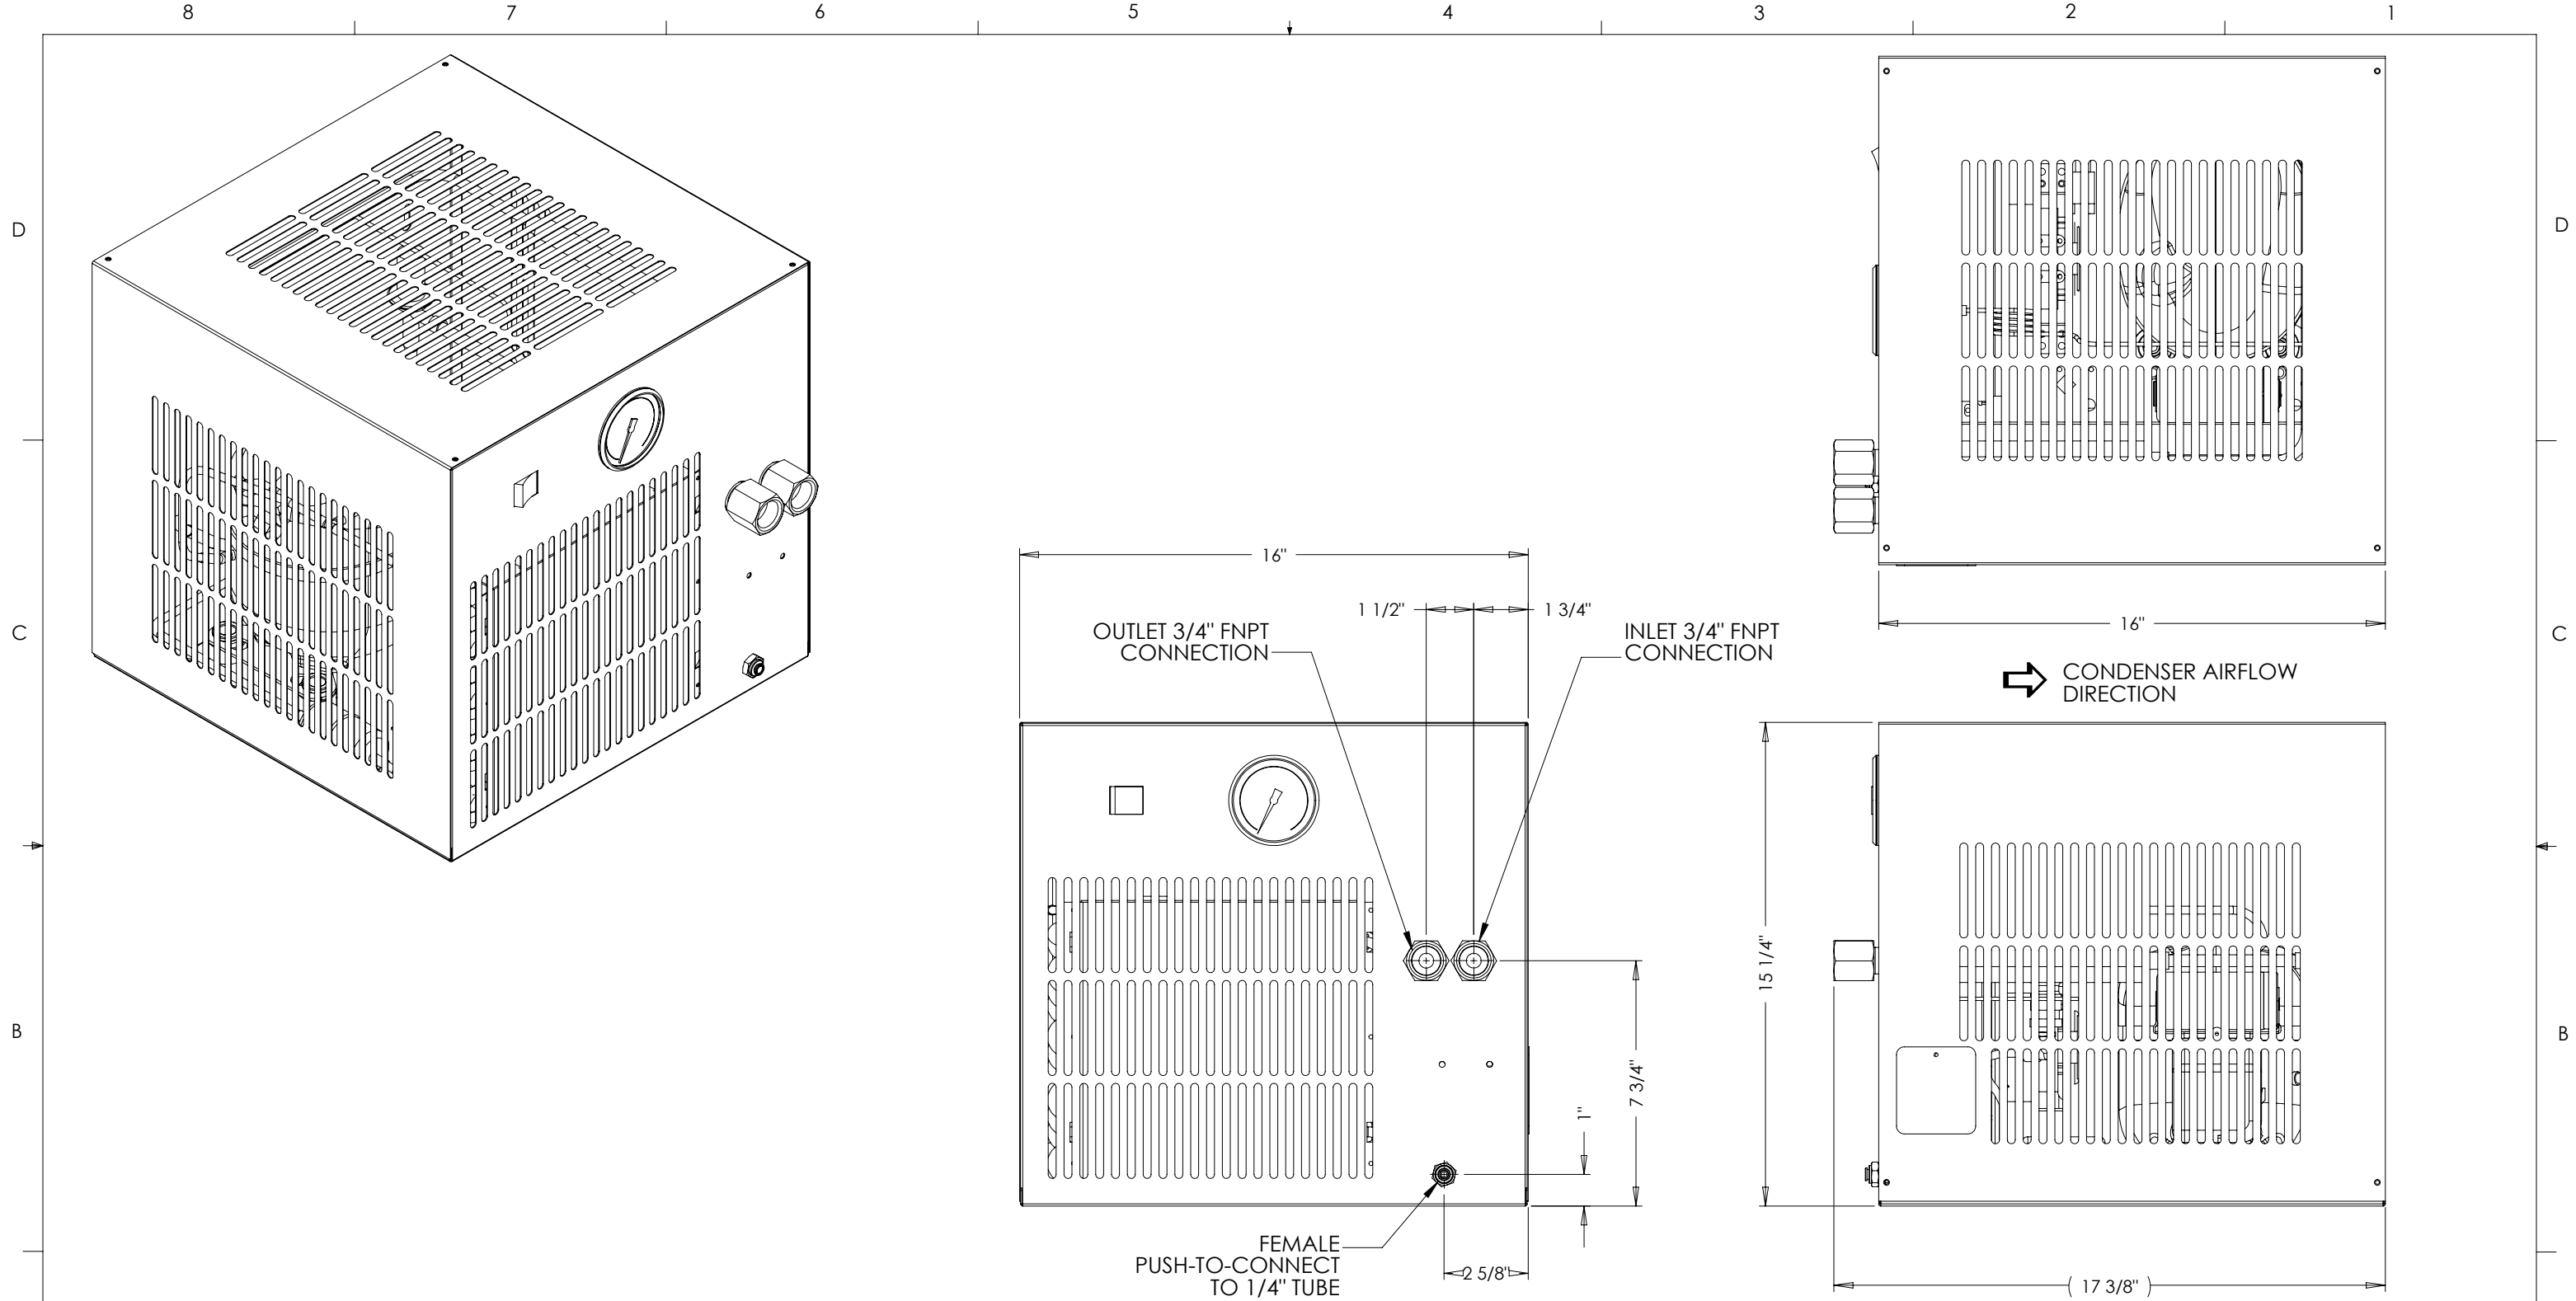 8 7 6 5 4 3 2 1
D D
16"
1 1/2" 1 3/4"
OUTLET 3/4" FNPT
CONNECTION
INLET 3/4" FNPT
CONNECTION
16"
C C
CONDENSER AIRFLOW
DIRECTION
15 1/4"
B B
7 3/4"
1"
FEMALE
PUSH-TO-CONNECT
TO 1/4" TUBE
2 5/8"
( 17 3/8" )